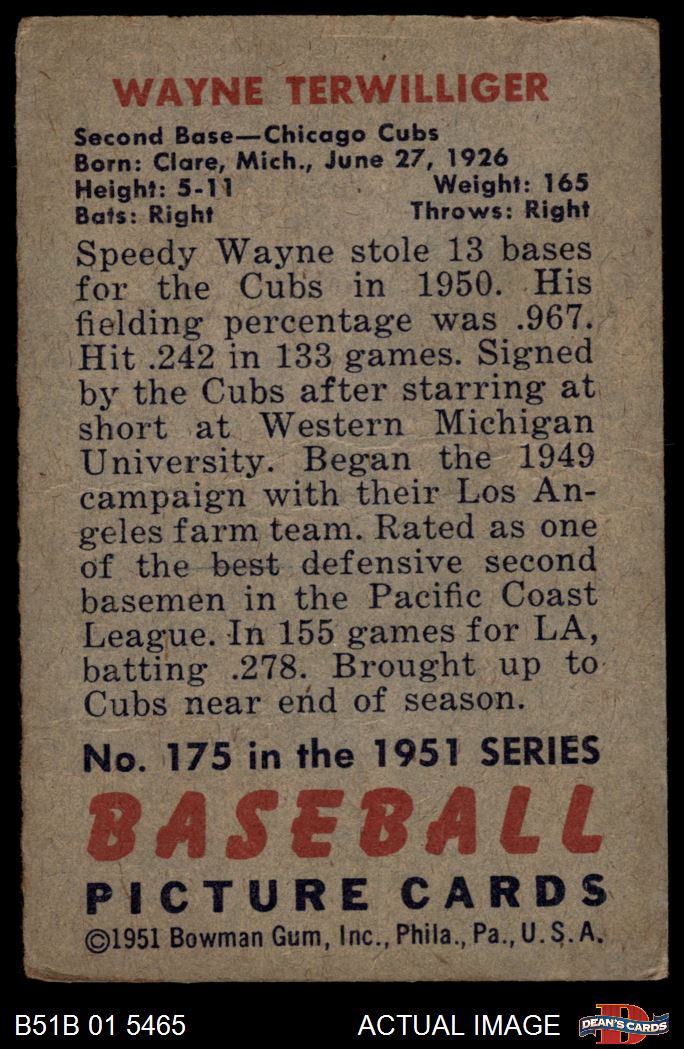 WAYNE TERWILLIGER
Second Base—Chicago Cubs
Born: Clare, Mich., June 27, 1926
Height: 5-11 Weight: 165
Bats: Right Throws: Right
Speedy Wayne stole 13 bases
for the Cubs in 1950. His
fielding percentage was .967.
Hit .242 in 133 games. Signed
by the Cubs after starring at
short at Western Michigan
University. Began the 1949
campaign with their Los An-
geles farm team. Rated as one
of the best defensive second
basemen in the Pacific Coast
League. In 155 games for LA,
batting .278. Brought up to
Cubs near end of season.
No. 175 in the 1951 SERIES
BASEBALL
PICTURE CARDS
©1951 Bowman Gum, Inc., Phila., Pa., U.S.A.
B51B 01 5465 ACTUAL IMAGE DEAN'S CARDS